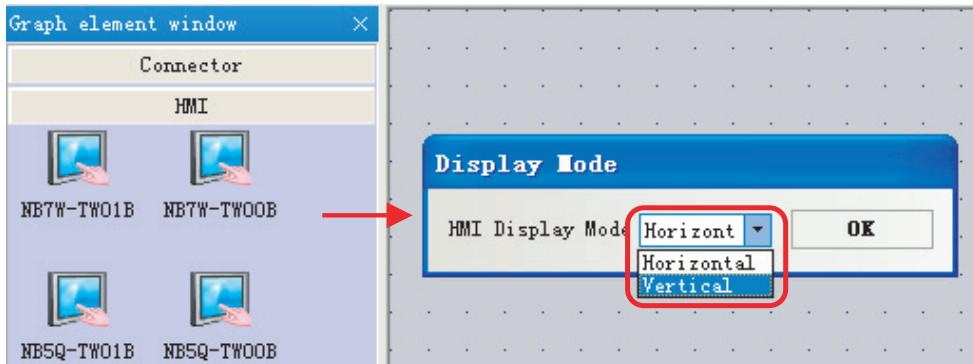 Graph element window
Connector
HMI
NB7W-TW01B NB7W-TW00B
NB5Q-TW01B NB5Q-TW00B
Display Mode
HMI Display Mode Horizont OK
Horizontal
Vertical